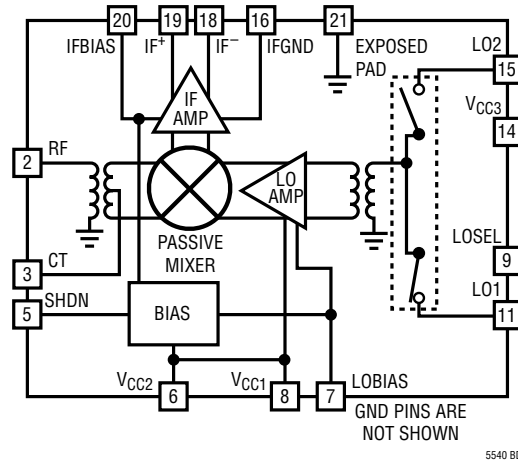 20 19 18 16 21
IFBIAS IF+ IF− IFGND EXPOSED
PAD
LO2
15
IF
AMP
VCC3
14
2 RF
LO
AMP
PASSIVE
MIXER
LOSEL
9
3 CT
LO1
11
SHDN
5
BIAS
VCC2 VCC1 LOBIAS
6 8 7
GND PINS ARE
NOT SHOWN
5540 BD